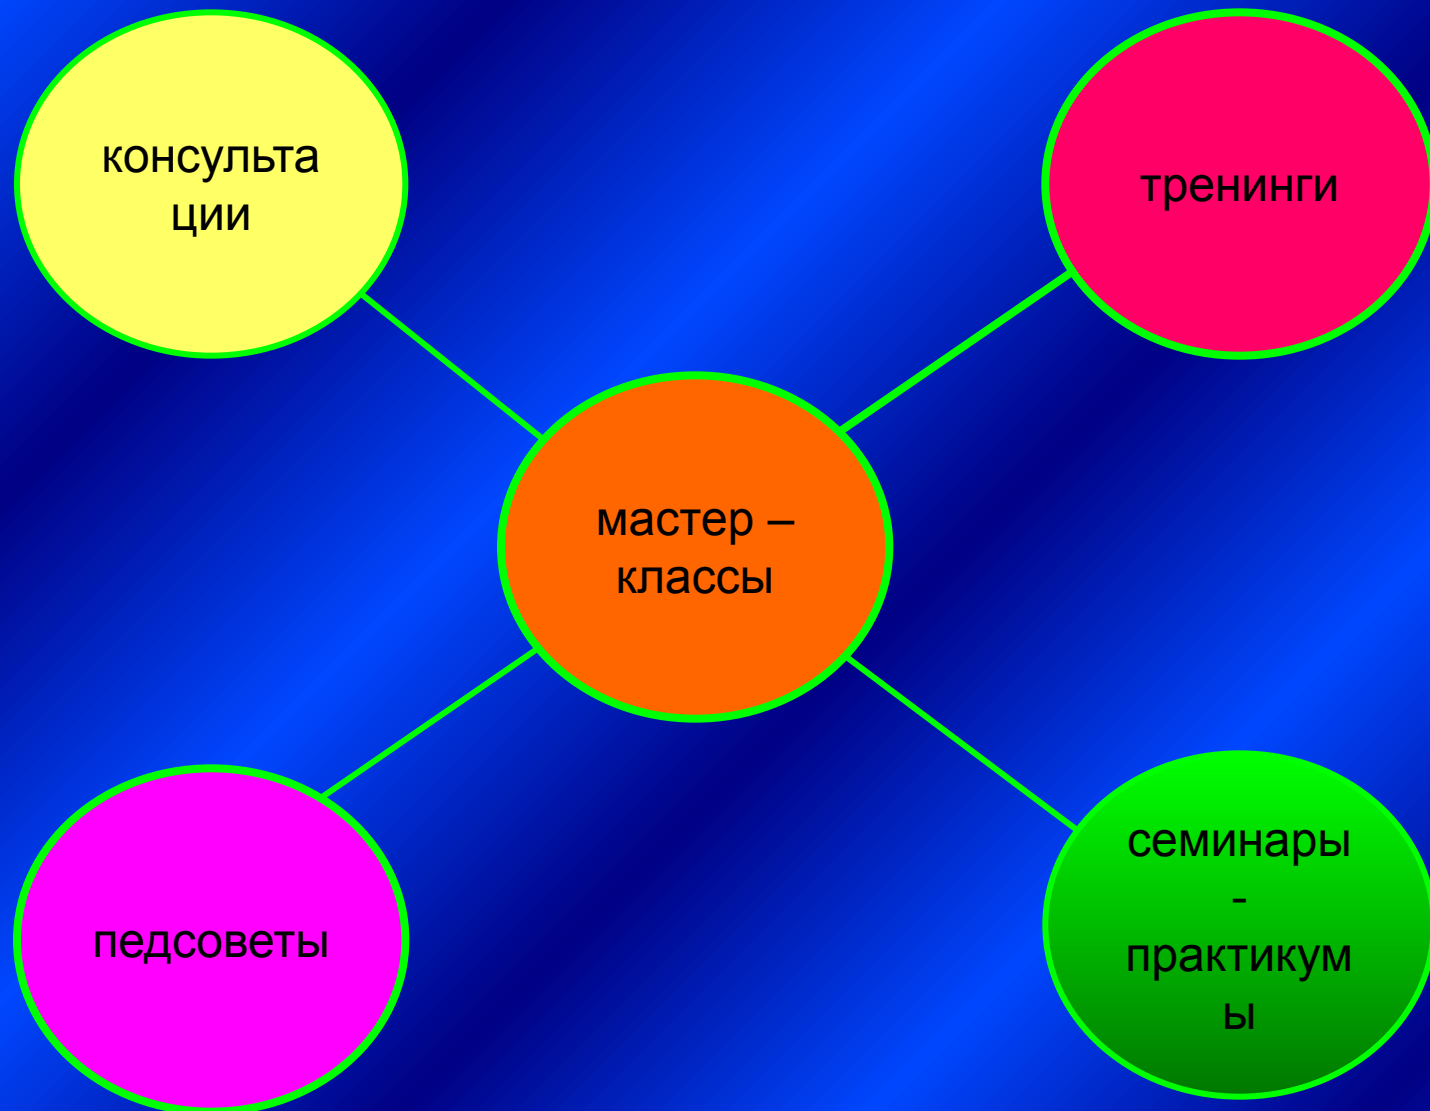 консульта
ции
тренинги
мастер –
классы
педсоветы
семинары
-
практикум
ы